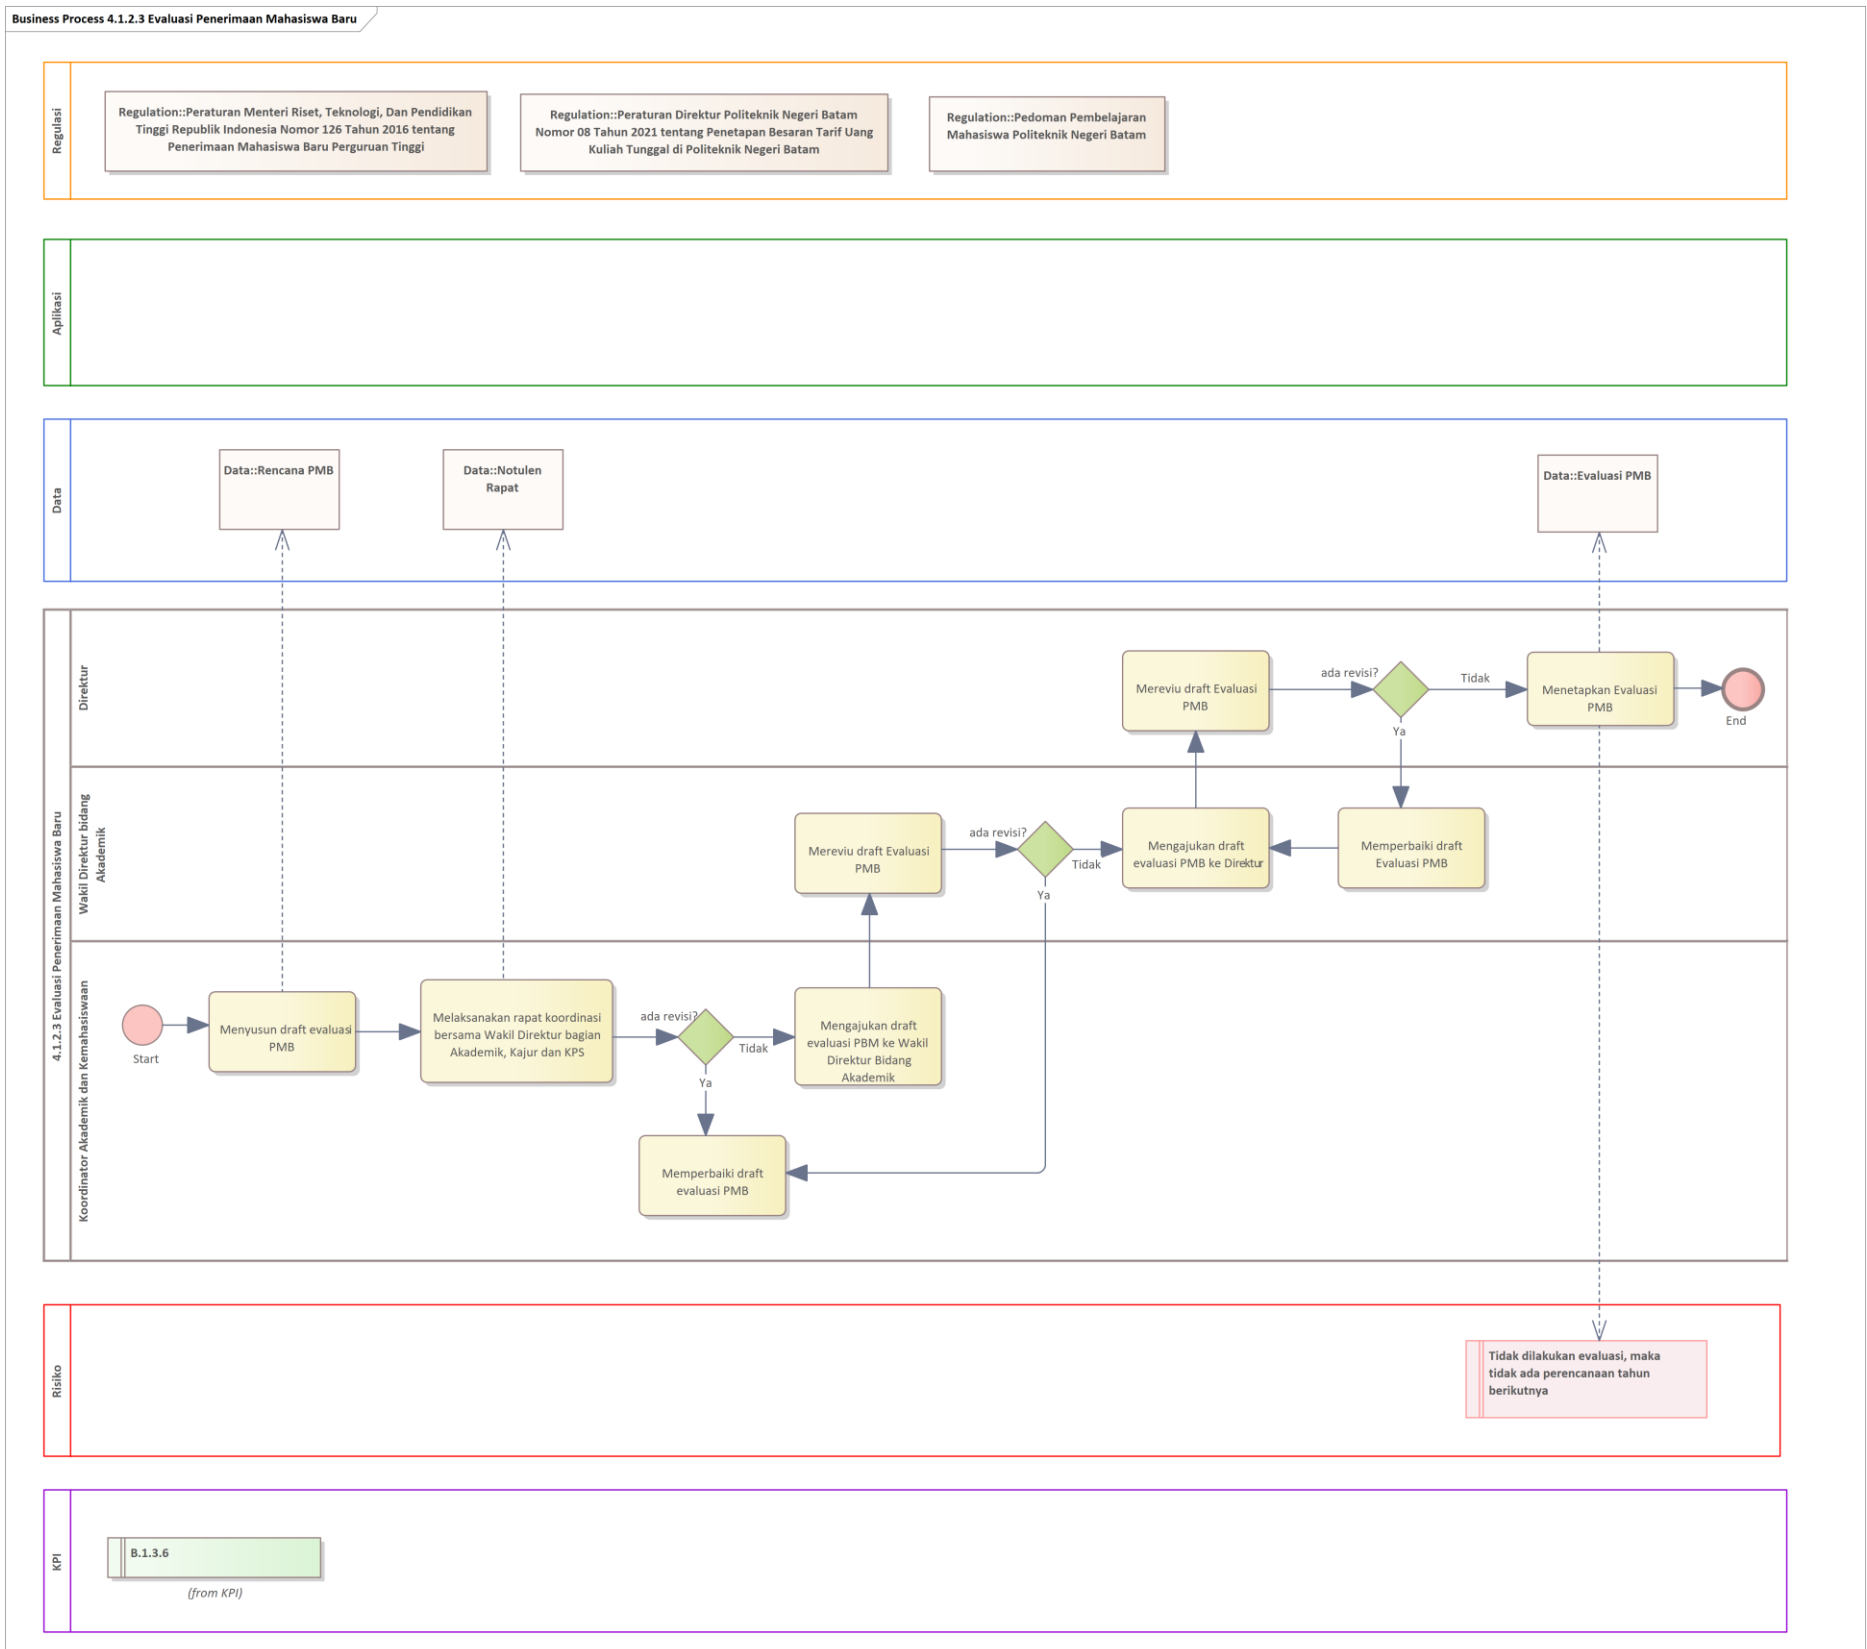 Business Process 4.1.2.3 Evaluasi Penerimaan Mahasiswa Baru
Regulasi
Regulation::Peraturan Menteri Riset, Teknologi, Dan Pendidikan
Tinggi Republik Indonesia Nomor 126 Tahun 2016 tentang
Penerimaan Mahasiswa Baru Perguruan Tinggi
Regulation::Peraturan Direktur Politeknik Negeri Batam
Nomor 08 Tahun 2021 tentang Penetapan Besaran Tarif Uang
Kuliah Tunggal di Politeknik Negeri Batam
Regulation::Pedoman Pembelajaran
Mahasiswa Politeknik Negeri Batam
Aplikasi
Data
Data::Rencana PMB
Data::Notulen
Rapat
Data::Evaluasi PMB
4.1.2.3 Evaluasi Penerimaan Mahasiswa Baru
Direktur
Mereviu draft Evaluasi
PMB
ada revisi?
Tidak
Ya
Menetapkan Evaluasi
PMB
End
Wakil Direktur bidang
Akademik
Mereviu draft Evaluasi
PMB
ada revisi?
Tidak
Ya
Mengajukan draft
evaluasi PMB ke Direktur
Memperbaiki draft
Evaluasi PMB
Koordinator Akademik dan Kemahasiswaan
Start
Menyusun draft evaluasi
PMB
Melaksanakan rapat koordinasi
bersama Wakil Direktur bagian
Akademik, Kajur dan KPS
ada revisi?
Tidak
Ya
Mengajukan draft
evaluasi PBM ke Wakil
Direktur Bidang
Akademik
Memperbaiki draft
evaluasi PMB
Risiko
Tidak dilakukan evaluasi, maka
tidak ada perencanaan tahun
berikutnya
KPI
B.1.3.6
(from KPI)